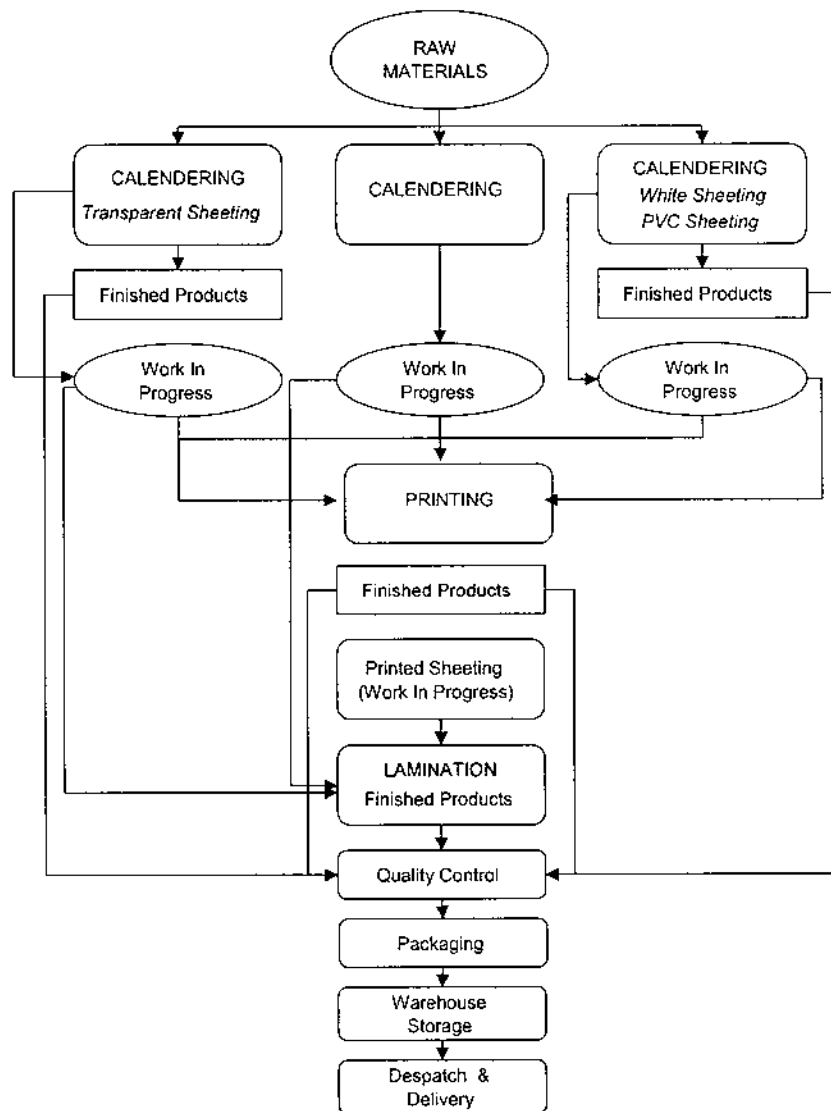 RAW
MATERIALS
CALENDERING
Transparent Sheeting
CALENDERING
CALENDERING
White Sheeting
PVC Sheeting
Finished Products
Finished Products
Work In
Progress
Work In
Progress
Work In
Progress
PRINTING
Finished Products
Printed Sheeting
(Work In Progress)
LAMINATION
Finished Products
Quality Control
Packaging
Warehouse
Storage
Despatch &
Delivery